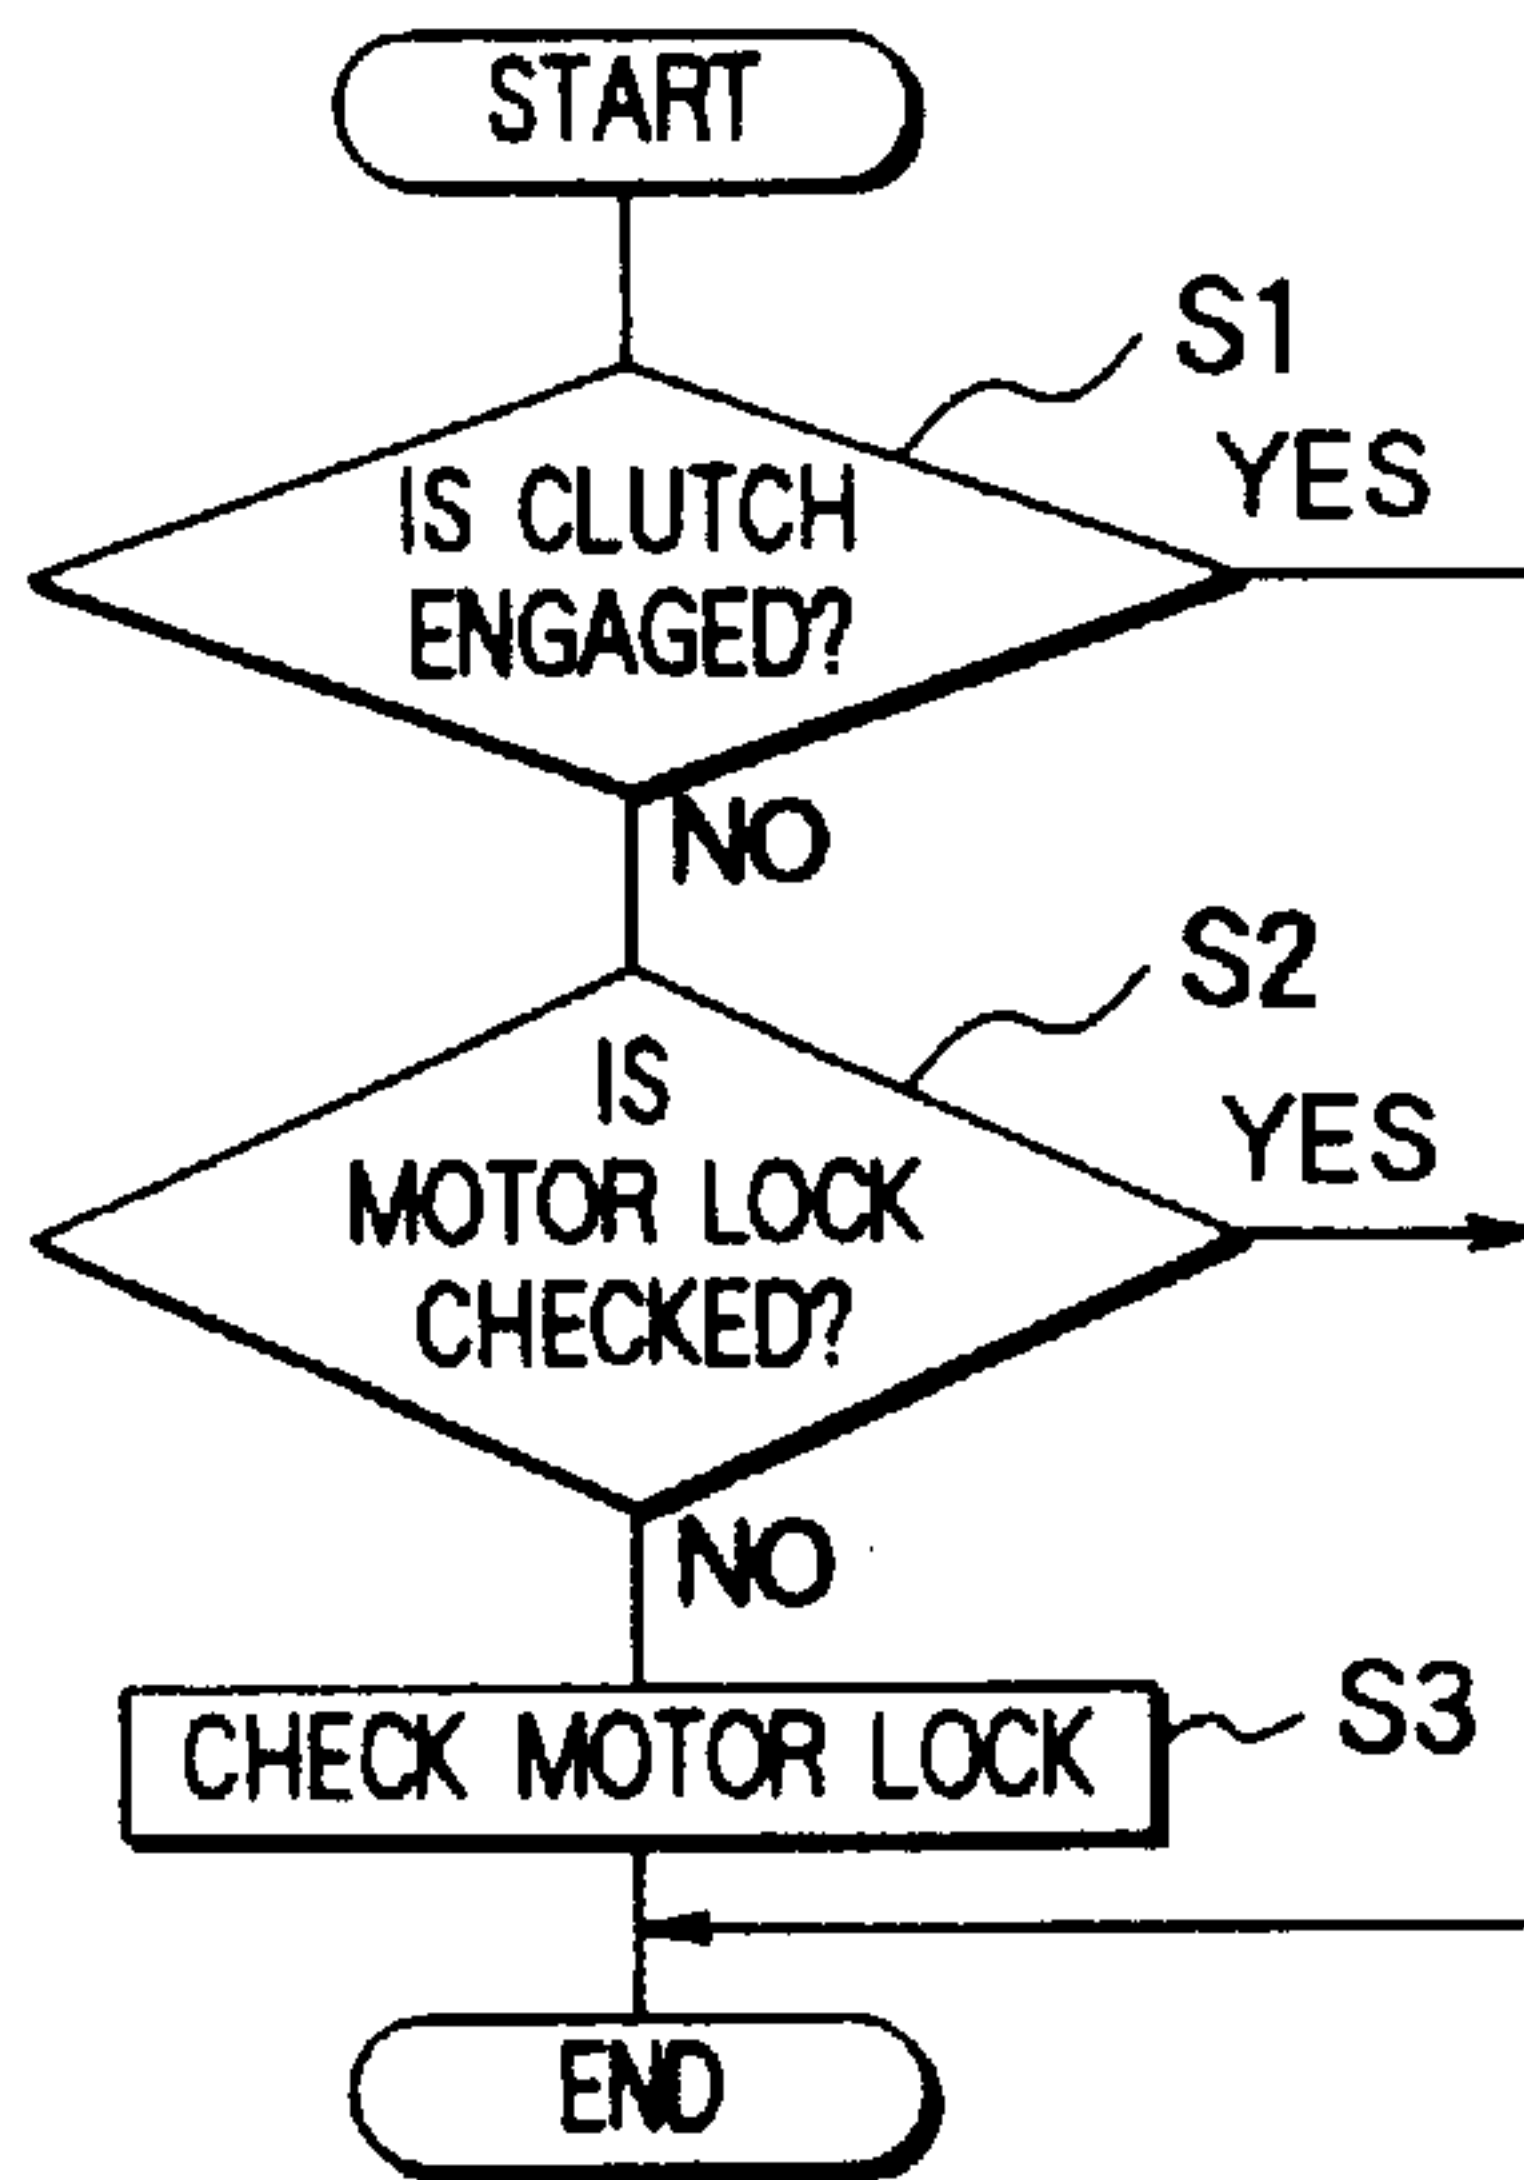 START
S1
YES
IS CLUTCH
ENGAGED?
NO
S2
IS
YES
MOTOR LOCK
CHECKED?
NO
CHECK MOTOR LOCK
S3
END